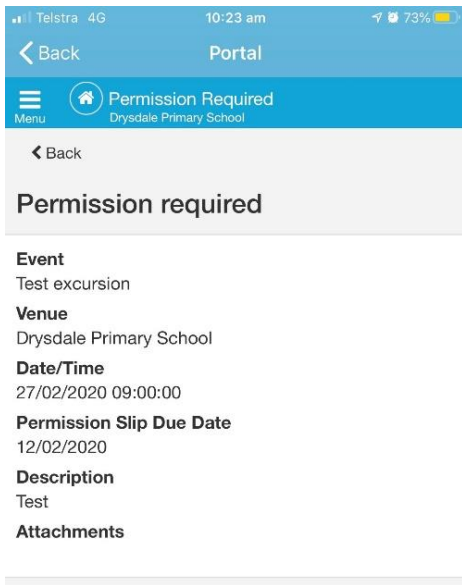 Telstra 4G 10:23 am 73%
Back Portal
Permission Required
Menu Drysdale Primary School
Back
Permission required
Event
Test excursion
Venue
Drysdale Primary School
Date/Time
27/02/2020 09:00:00
Permission Slip Due Date
12/02/2020
Description
Test
Attachments